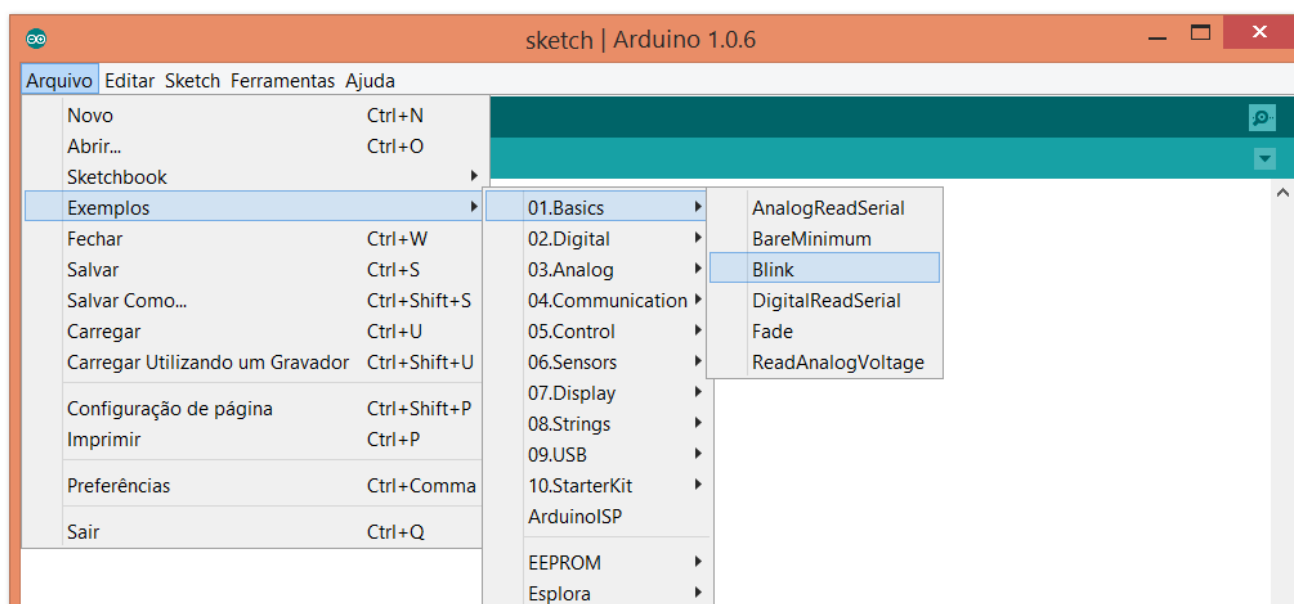 sketch | Arduino 1.0.6
Arquivo Editar Sketch Ferramentas Ajuda
Novo Ctrl+N
Abrir... Ctrl+O
Sketchbook
Exemplos
Fechar Ctrl+W
Salvar Ctrl+S
Salvar Como... Ctrl+Shift+S
Carregar Ctrl+U
Carregar Utilizando um Gravador Ctrl+Shift+U
Configuração de página Ctrl+Shift+P
Imprimir Ctrl+P
Preferências Ctrl+Comma
Sair Ctrl+Q
01.Basics
02.Digital
03.Analog
04.Communication
05.Control
06.Sensors
07.Display
08.Strings
09.USB
10.StarterKit
ArduinoISP
EEPROM
Esplora
AnalogReadSerial
BareMinimum
Blink
DigitalReadSerial
Fade
ReadAnalogVoltage